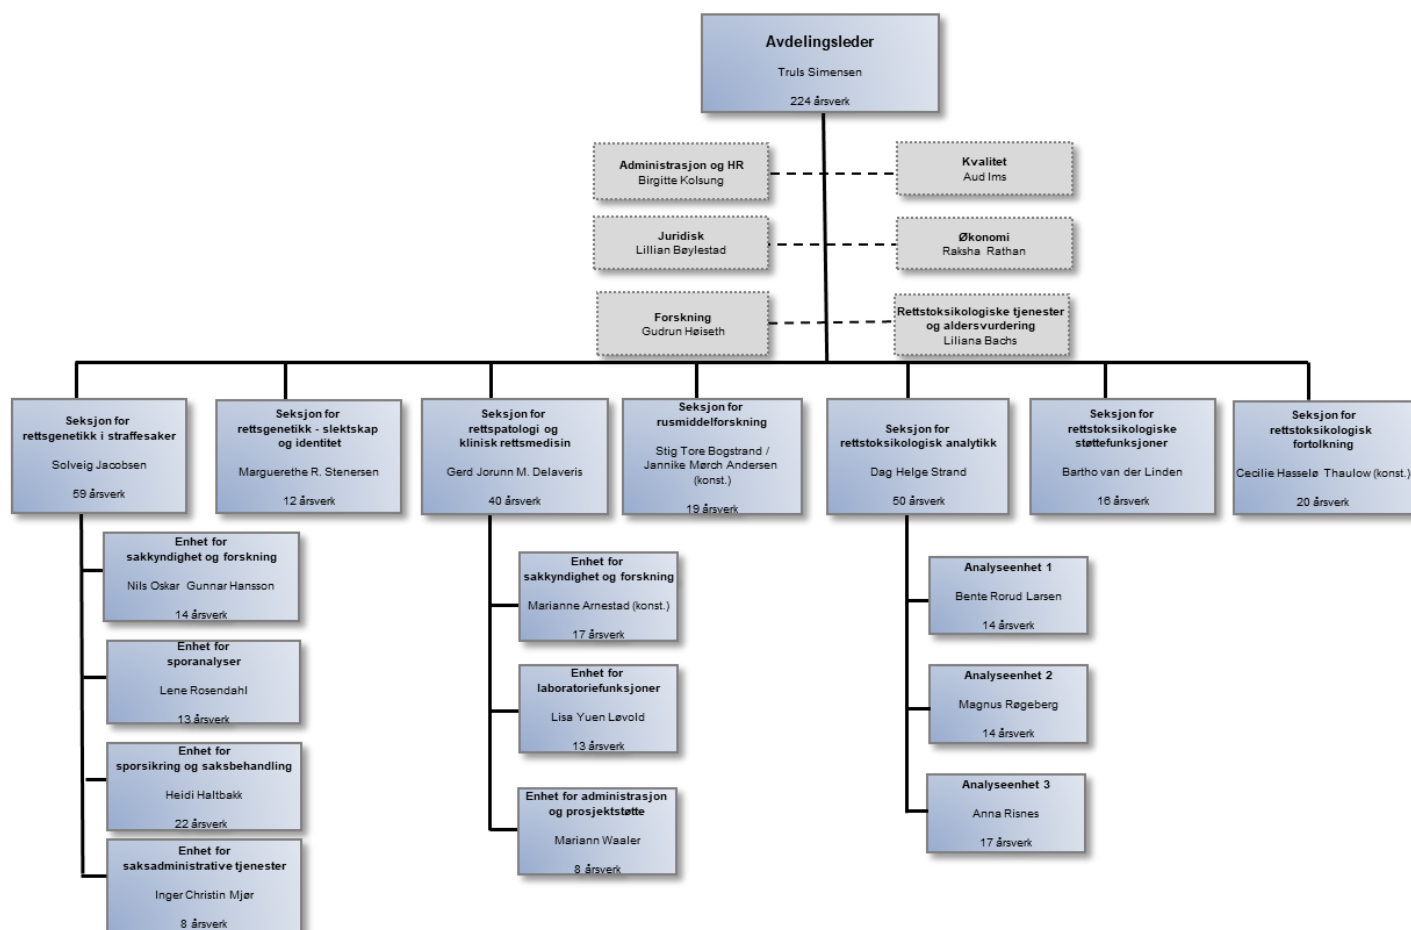 Avdelingsleder
Truls Simensen
224 årsverk
Administrasjon og HR
Birgitte Kolsung
Kvalitet
Aud Ims
Juridisk
Lillian Bøylestad
Økonomi
Raksha Rathan
Forskning
Gudrun Høiseth
Rettstoksikologiske tjenester
og aldersvurdering
Liliana Bachs
Seksjon for
rettsgenetikk i straffesaker
Solveig Jacobsen
59 årsverk
Seksjon for
rettsgenetikk - slektskap
og identitet
Marguerethe R. Stenersen
12 årsverk
Seksjon for
rettspatologi og
klinisk rettsmedisin
Gerd Jorunn M. Delaveris
40 årsverk
Seksjon for
rusmiddelforskning
Stig Tore Bogstrand /
Jannike Mørch Andersen
(konst.)
19 årsverk
Seksjon for
rettstoksikologisk analytikk
Dag Helge Strand
50 årsverk
Seksjon for
rettstoksikologiske
støttefunksjoner
Bartho van der Linden
16 årsverk
Seksjon for
rettstoksikologisk
fortolkning
Cecilie Hasselø Thaulow (konst.)
20 årsverk
Enhet for
sakkyndighet og forskning
Nils Oskar Gunnar Hansson
14 årsverk
Enhet for
sporanalyser
Lene Rosendahl
13 årsverk
Enhet for
sporsikring og saksbehandling
Heidi Haltbakk
22 årsverk
Enhet for
saksadministrative tjenester
Inger Christin Mjør
8 årsverk
Enhet for
sakkyndighet og forskning
Marianne Arnestad (konst.)
17 årsverk
Enhet for
laboratoriefunksjoner
Lisa Yuen Løvold
13 årsverk
Enhet for administrasjon
og prosjektstøtte
Mariann Waaler
8 årsverk
Analyseenhet 1
Bente Rorud Larsen
14 årsverk
Analyseenhet 2
Magnus Røgeberg
14 årsverk
Analyseenhet 3
Anna Risnes
17 årsverk